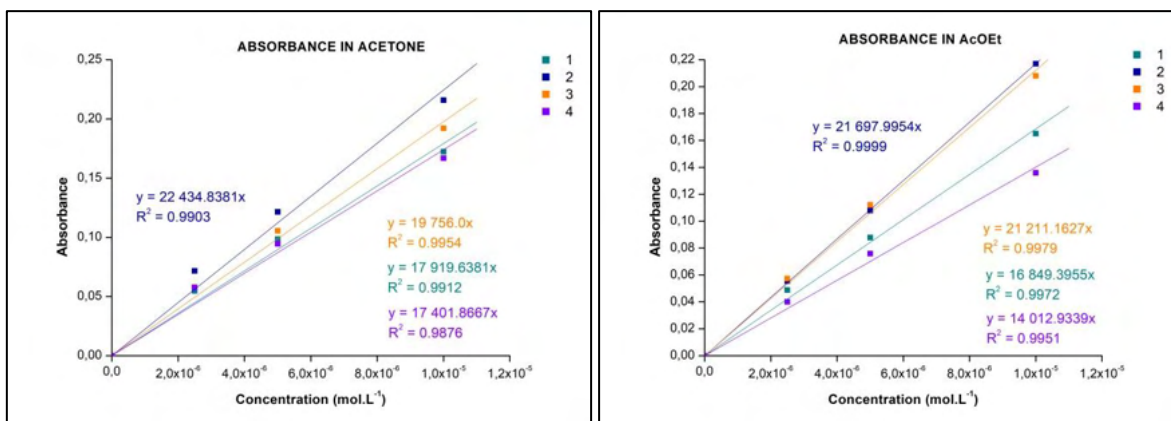 ABSORBANCE IN ACETONE
0,25
0,20
0,15
0,10
0,05
0,00
Absorbance
1
2
3
4
y = 22 434.8381x
R² = 0.9903
y = 19 756.0x
R² = 0.9954
y = 17 919.6381x
R² = 0.9912
y = 17 401.8667x
R² = 0.9876
0,0 2,0x10⁻⁶ 4,0x10⁻⁶ 6,0x10⁻⁶ 8,0x10⁻⁶ 1,0x10⁻⁵ 1,2x10⁻⁵
Concentration (mol.L⁻¹)
ABSORBANCE IN AcOEt
0,22
0,20
0,18
0,16
0,14
0,12
0,10
0,08
0,06
0,04
0,02
0,00
Absorbance
1
2
3
4
y = 21 697.9954x
R² = 0.9999
y = 21 211.1627x
R² = 0.9979
y = 16 849.3955x
R² = 0.9972
y = 14 012.9339x
R² = 0.9951
0,0 2,0x10⁻⁶ 4,0x10⁻⁶ 6,0x10⁻⁶ 8,0x10⁻⁶ 1,0x10⁻⁵ 1,2x10⁻⁵
Concentration (mol.L⁻¹)